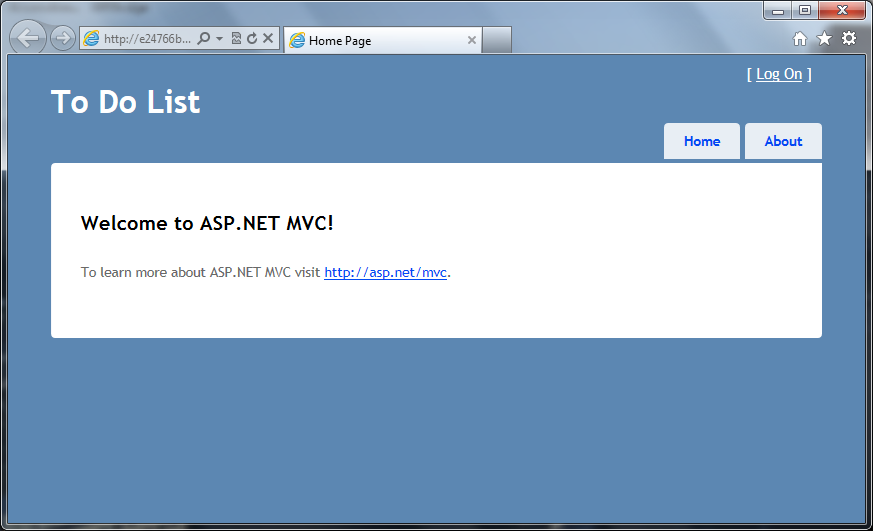 http://e24766b...
Home Page
[ Log On ]
To Do List
Home
About
Welcome to ASP.NET MVC!
To learn more about ASP.NET MVC visit http://asp.net/mvc.